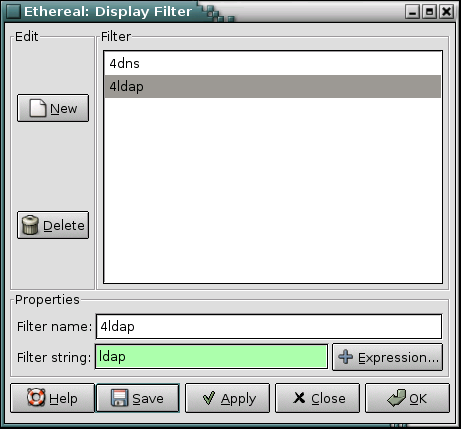 Ethereal: Display Filter
Edit
Filter
4dns
4ldap
New
Delete
Properties
Filter name: 4ldap
Filter string: ldap
Expression...
Help Save Apply Close OK